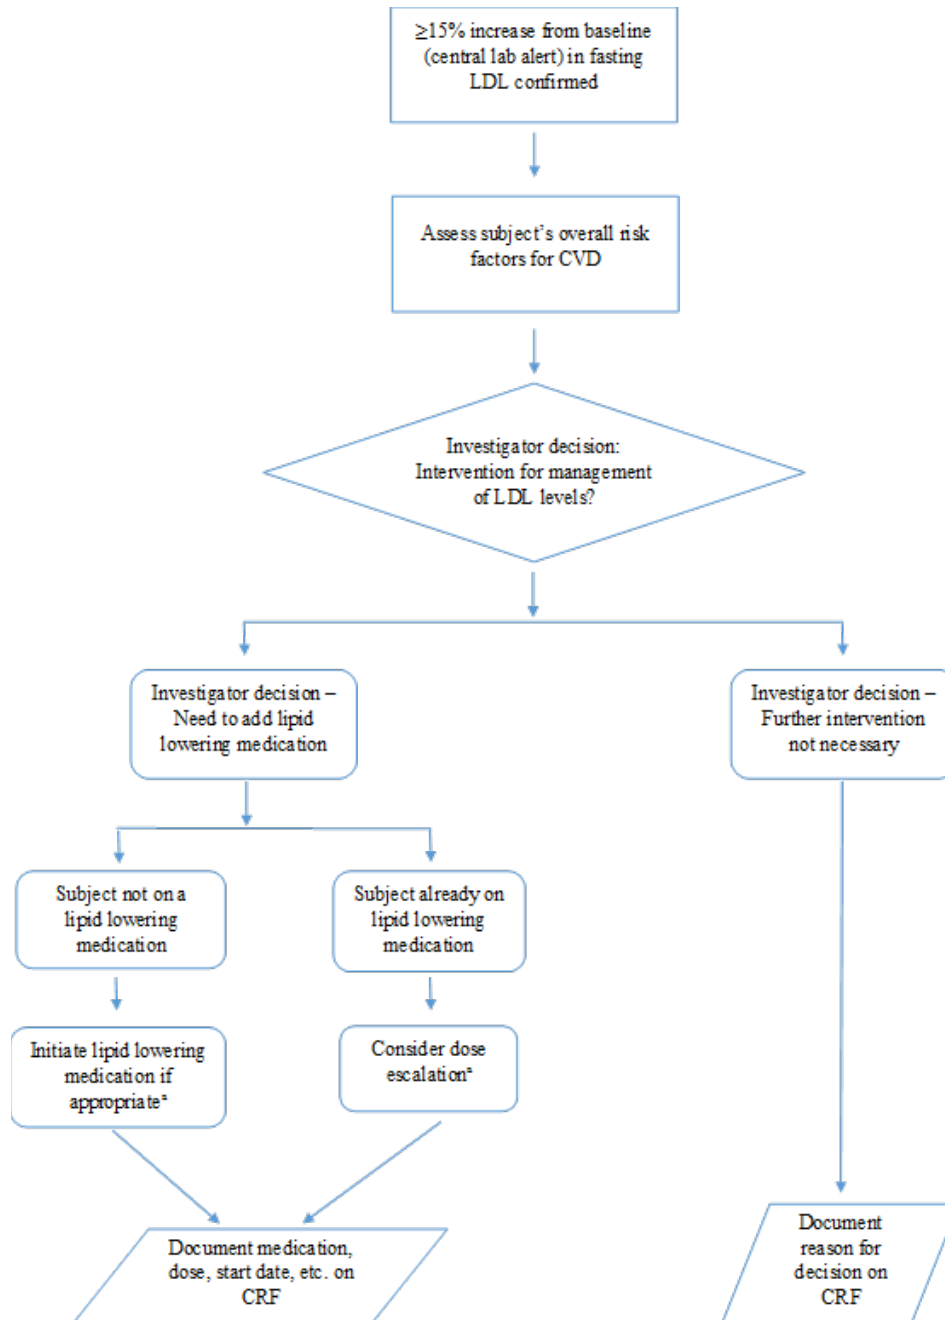 ≥15% increase from baseline
(central lab alert) in fasting
LDL confirmed
Assess subject's overall risk
factors for CVD
Investigator decision:
Intervention for management
of LDL levels?
Investigator decision –
Need to add lipid
lowering medication
Investigator decision –
Further intervention
not necessary
Subject not on a
lipid lowering
medication
Subject already on
lipid lowering
medication
Initiate lipid lowering
medication if
appropriateª
Consider dose
escalationª
Document medication,
dose, start date, etc. on
CRF
Document
reason for
decision on
CRF